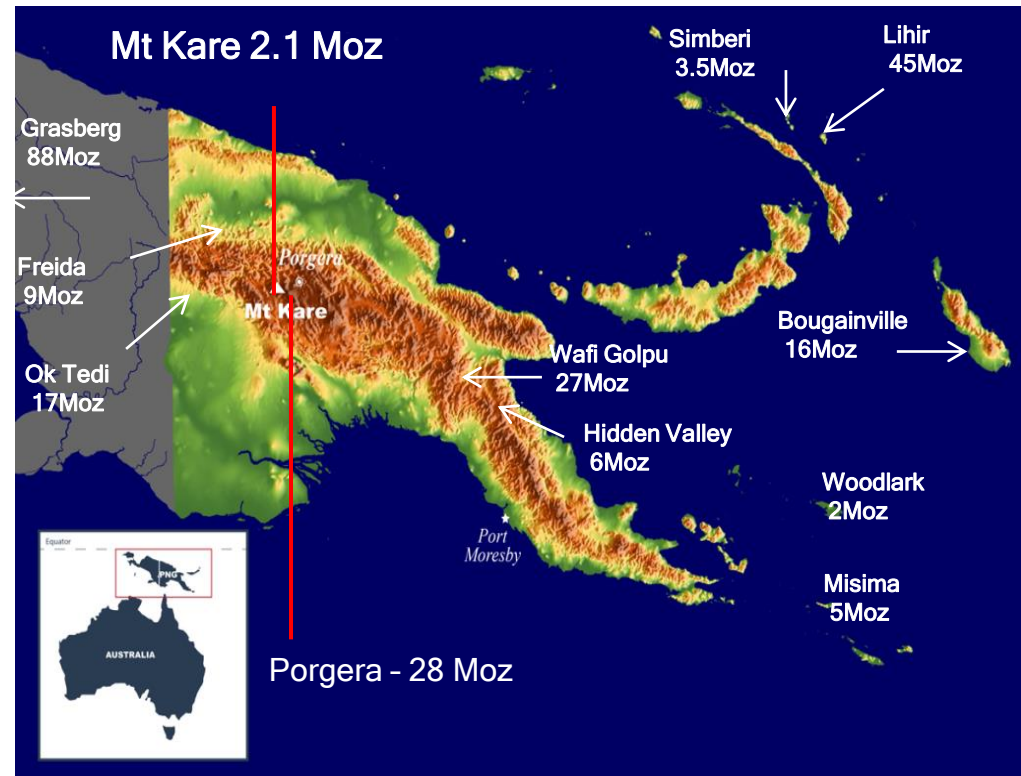 Mt Kare 2.1 Moz
Simberi
3.5Moz
Lihir
45Moz
Grasberg
88Moz
Freida
9Moz
Porgera
Mt Kare
Ok Tedi
17Moz
Bougainville
16Moz
Wafi Golpu
27Moz
Hidden Valley
6Moz
Woodlark
2Moz
Port
Moresby
Misima
5Moz
Equator
PNG
AUSTRALIA
Porgera - 28 Moz